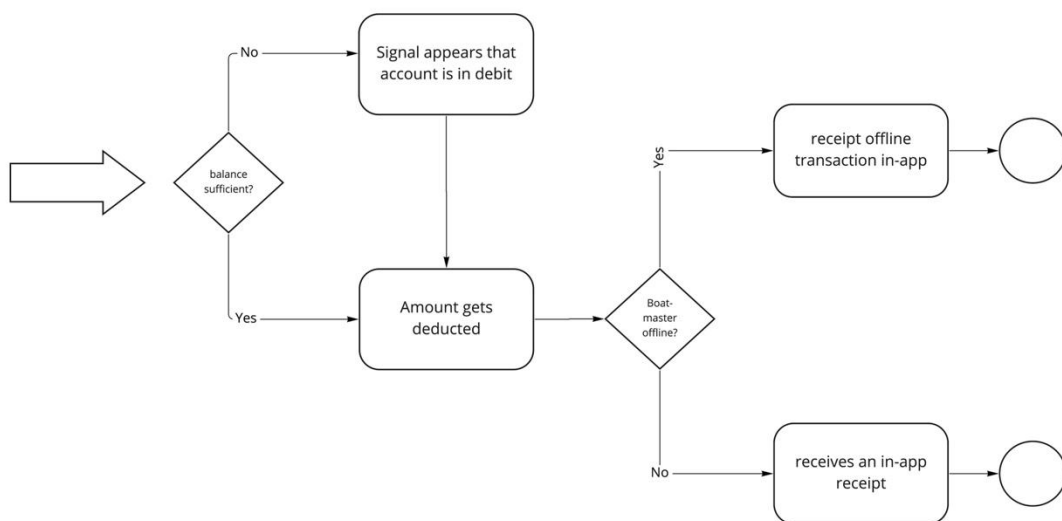 No
Signal appears that
account is in debit
balance
sufficient?
Yes
Amount gets
deducted
Boat-
master
offline?
Yes
receipt offline
transaction in-app
No
receives an in-app
receipt